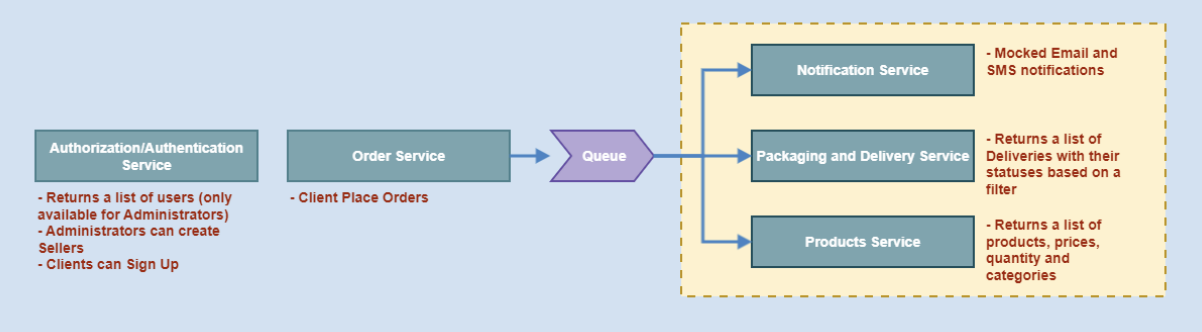 Authorization/Authentication
Service
- Returns a list of users (only
available for Administrators)
- Administrators can create
Sellers
- Clients can Sign Up
Order Service
- Client Place Orders
Queue
Notification Service
- Mocked Email and
SMS notifications
Packaging and Delivery Service
- Returns a list of
Deliveries with their
statuses based on a
filter
Products Service
- Returns a list of
products, prices,
quantity and
categories